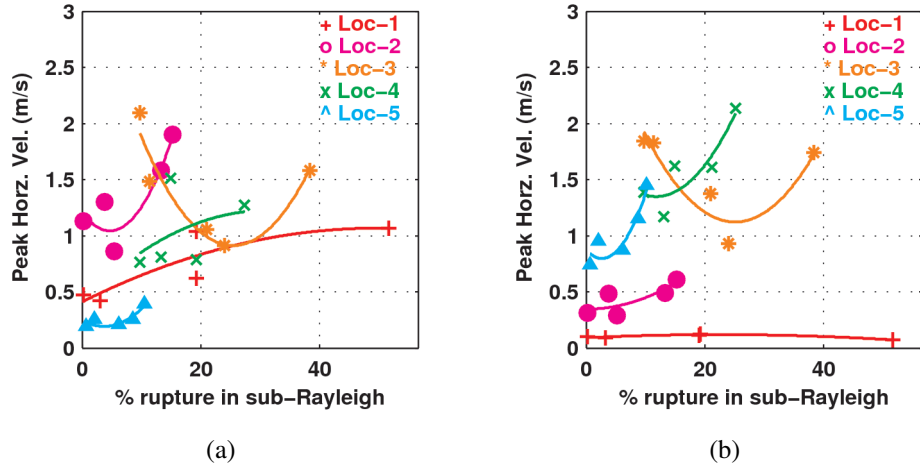 3
2.5
2
1.5
1
0.5
0
0 20 40
Peak Horz. Vel. (m/s)
% rupture in sub−Rayleigh
+ Loc−1
o Loc−2
* Loc−3
x Loc−4
^ Loc−5
(a)
3
2.5
2
1.5
1
0.5
0
0 20 40
Peak Horz. Vel. (m/s)
% rupture in sub−Rayleigh
+ Loc−1
o Loc−2
* Loc−3
x Loc−4
^ Loc−5
(b)